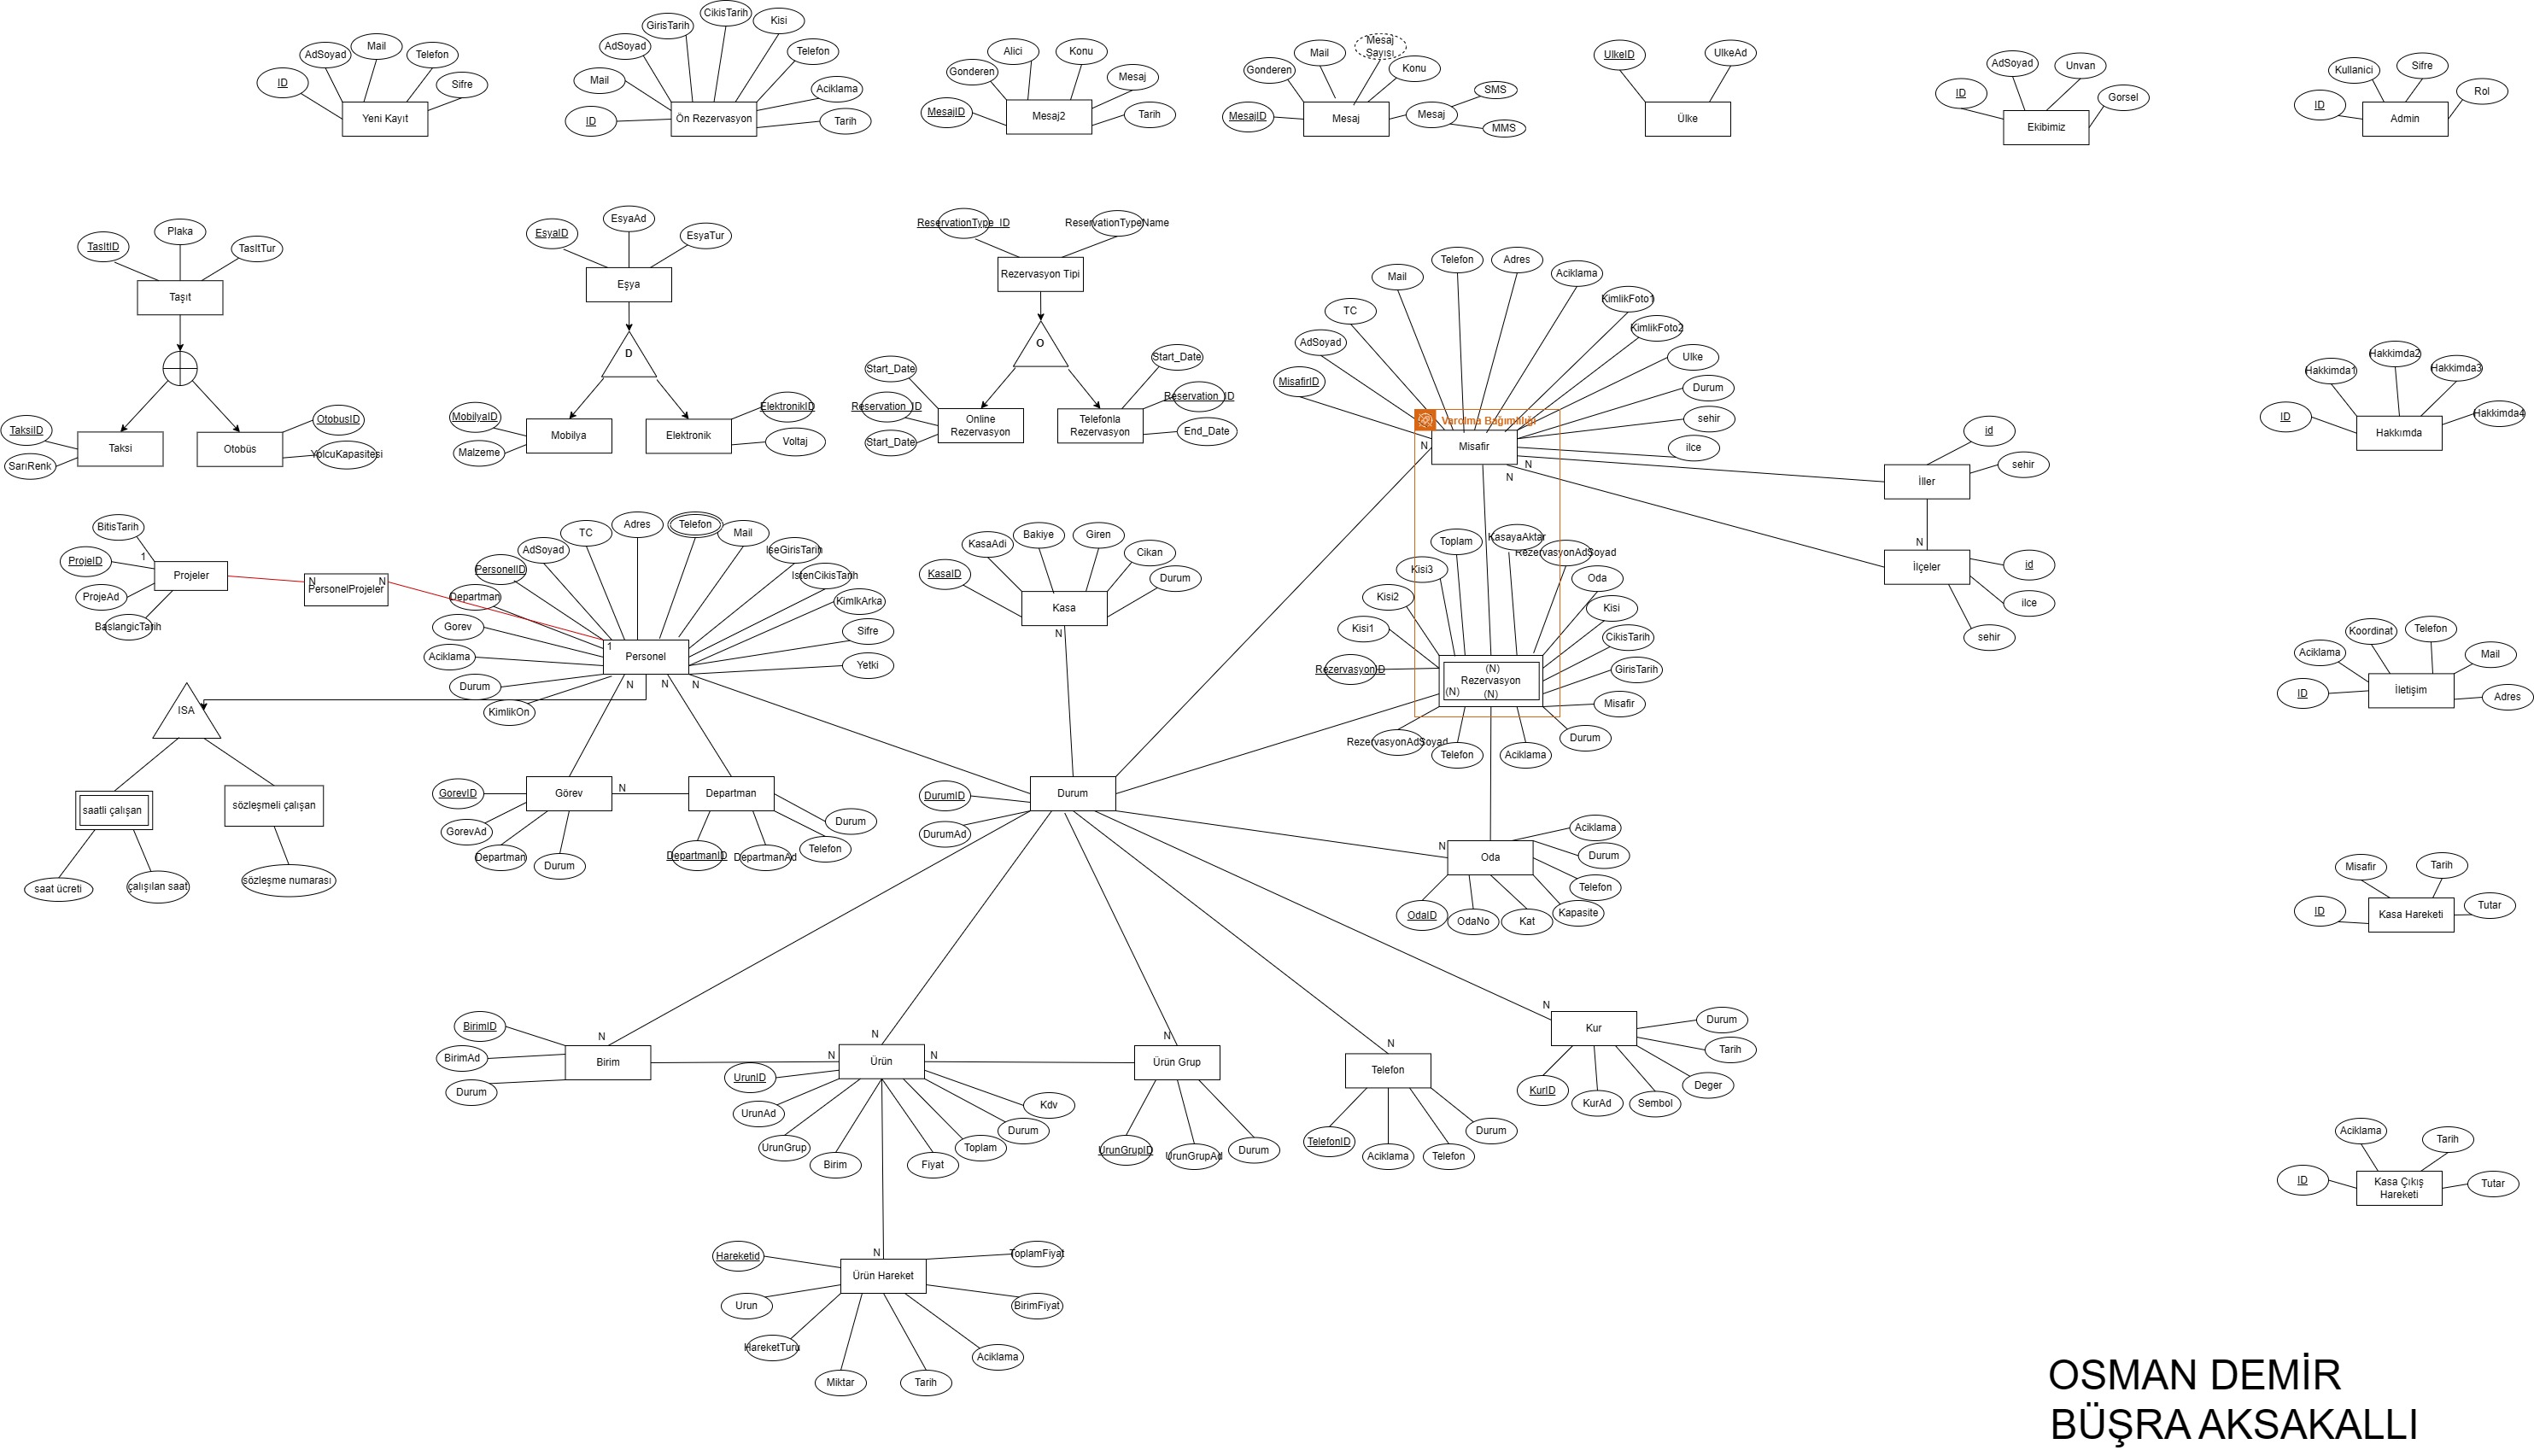 ID
AdSoyad
Mail
Telefon
Sifre
Yeni Kayıt
ID
Mail
AdSoyad
GirisTarih
CikisTarih
Kisi
Telefon
Aciklama
Tarih
Ön Rezervasyon
MesajID
Gonderen
Alici
Konu
Mesaj
Tarih
Mesaj2
MesajID
Gonderen
Mail
Mesaj
Sayısı
Konu
Mesaj
SMS
MMS
Mesaj
UlkeID
UlkeAd
Ülke
ID
AdSoyad
Unvan
Gorsel
Ekibimiz
ID
Kullanici
Sifre
Rol
Admin
TasltID
Plaka
TasltTur
Taşıt
TaksiID
SarıRenk
Taksi
OtobusID
YolcuKapasitesi
Otobüs
EsyaID
EsyaAd
EsyaTur
Eşya
D
MobilyaID
Malzeme
Mobilya
ElektronikID
Voltaj
Elektronik
ReservationType_ID
ReservationTypeName
Rezervasyon Tipi
O
Start_Date
Reservation_ID
Start_Date
Online
Rezervasyon
Start_Date
Reservation_ID
End_Date
Telefonla
Rezervasyon
MisafirID
AdSoyad
TC
Mail
Telefon
Adres
Aciklama
KimlikFoto1
KimlikFoto2
Ulke
Durum
sehir
ilce
Varolma Bağımlılığı
Misafir
N
N
N
id
sehir
İller
N
İlçeler
id
ilce
sehir
ID
Hakkimda1
Hakkimda2
Hakkimda3
Hakkimda4
Hakkımda
BitisTarih
ProjeID
ProjeAd
BaslangicTarih
1
Projeler
N
N
PersonelProjeler
PersonelID
AdSoyad
TC
Adres
Telefon
Mail
IseGirisTarih
IstenCikisTarih
KimlkArka
Sifre
Yetki
Departman
Gorev
Aciklama
Durum
KimlikOn
1
Personel
N
N
N
KasaID
KasaAdi
Bakiye
Giren
Cikan
Durum
Kasa
N
RezervasyonID
Kisi1
Kisi2
Kisi3
Toplam
KasayaAktar
RezervasyonAdSoyad
Oda
Kisi
CikisTarih
GirisTarih
Misafir
Durum
Aciklama
Telefon
RezervasyonAdSoyad
(N)
Rezervasyon
(N)
(N)
ID
Aciklama
Koordinat
Telefon
Mail
Adres
İletişim
ISA
saatli çalışan
saat ücreti
çalışılan saat
sözleşmeli çalışan
sözleşme numarası
GorevID
GorevAd
Departman
Durum
Görev
N
Departman
DepartmanID
DepartmanAd
Telefon
Durum
DurumID
DurumAd
Durum
N
Oda
Aciklama
Durum
Telefon
Kapasite
Kat
OdaNo
OdaID
Misafir
Tarih
ID
Tutar
Kasa Hareketi
BirimID
BirimAd
Durum
N
Birim
N
N
N
Ürün
UrunID
UrunAd
UrunGrup
Birim
Fiyat
Toplam
Durum
Kdv
N
Ürün Grup
UrunGrupID
UrunGrupAd
Durum
N
Telefon
TelefonID
Aciklama
Telefon
Durum
N
Kur
KurID
KurAd
Sembol
Deger
Tarih
Durum
Aciklama
Tarih
ID
Tutar
Kasa Çıkış
Hareketi
Hareketid
Urun
HareketTuru
Miktar
Tarih
Aciklama
BirimFiyat
ToplamFiyat
N
Ürün Hareket
OSMAN DEMİR
BÜŞRA AKSAKALLI